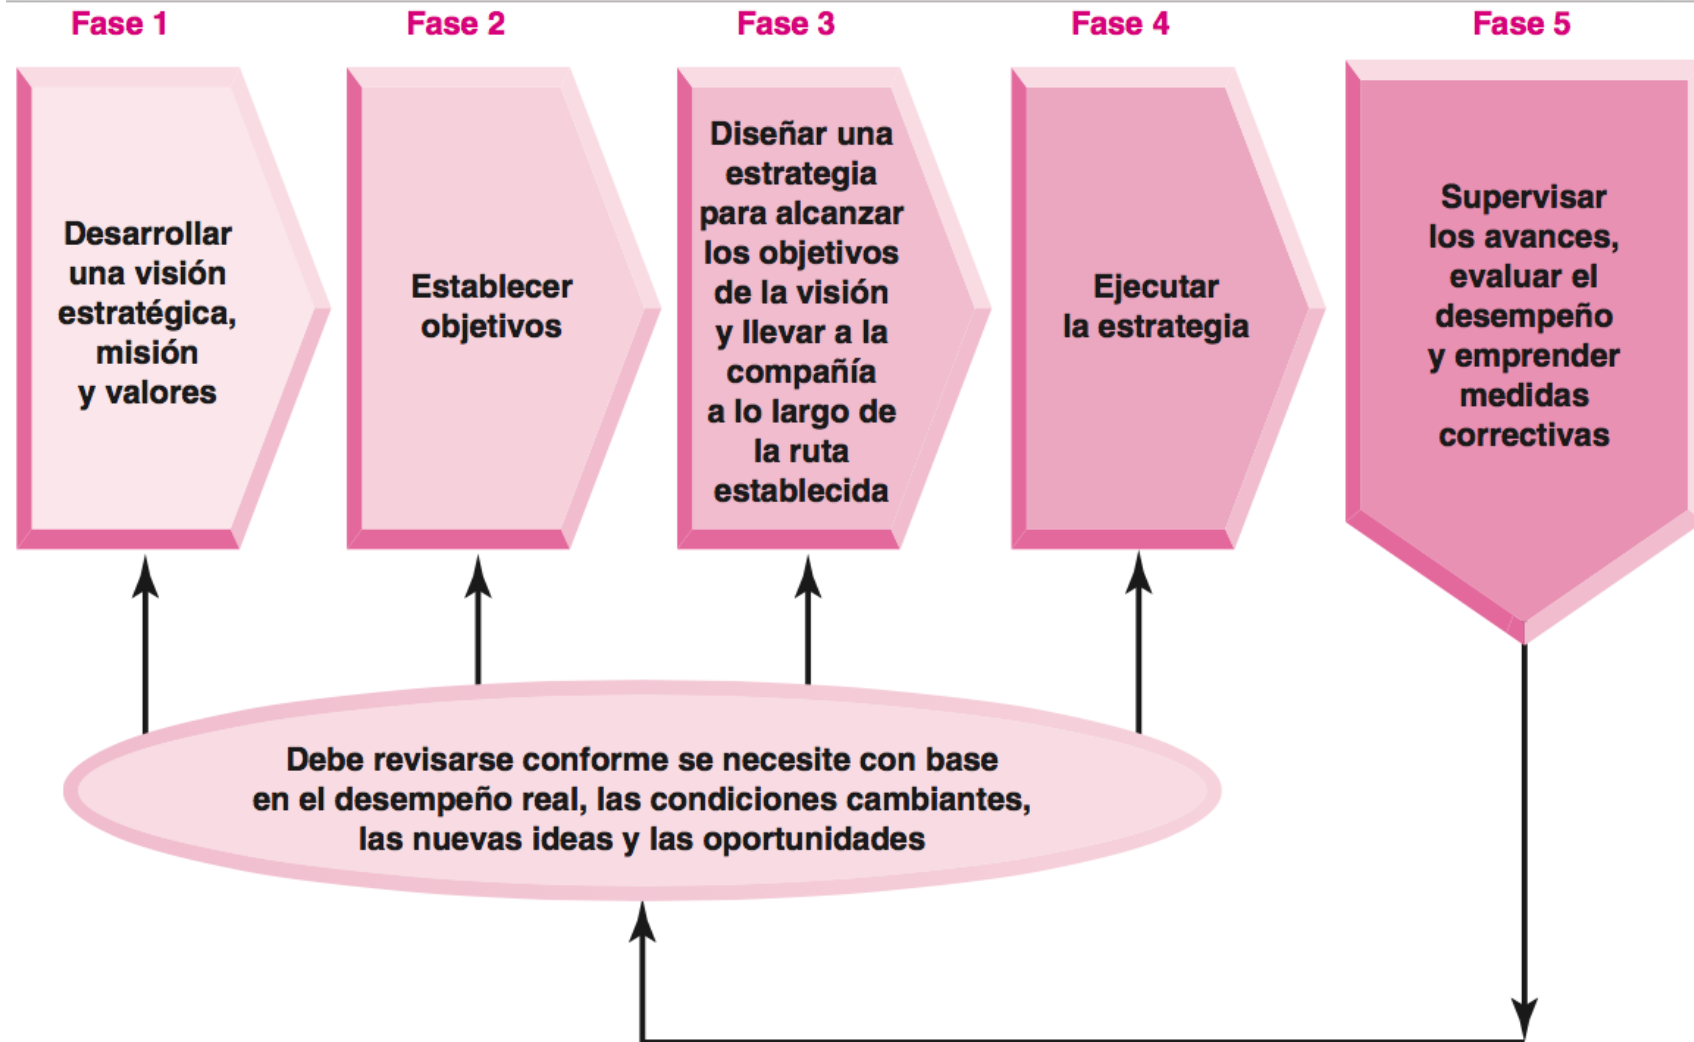 Fase 1
Fase 2
Fase 3
Fase 4
Fase 5
Desarrollar
una visión
estratégica,
misión
y valores
Establecer
objetivos
Diseñar una
estrategia
para alcanzar
los objetivos
de la visión
y llevar a la
compañía
a lo largo de
la ruta
establecida
Ejecutar
la estrategia
Supervisar
los avances,
evaluar el
desempeño
y emprender
medidas
correctivas
Debe revisarse conforme se necesite con base
en el desempeño real, las condiciones cambiantes,
las nuevas ideas y las oportunidades